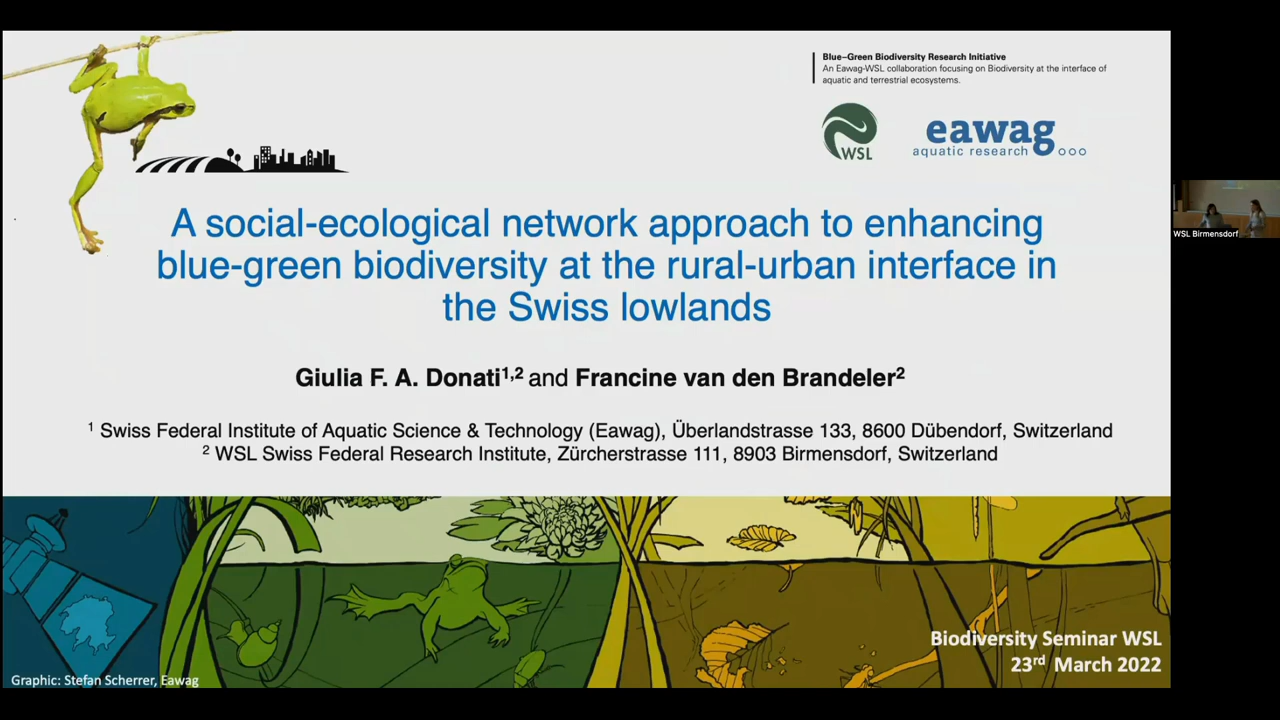 Blue–Green Biodiversity Research Initiative
An Eawag-WSL collaboration focusing on Biodiversity at the interface of
aquatic and terrestrial ecosystems.
WSL
eawag
aquatic research
A social-ecological network approach to enhancing
blue-green biodiversity at the rural-urban interface in
the Swiss lowlands
Giulia F. A. Donati1,2 and Francine van den Brandeler2
1 Swiss Federal Institute of Aquatic Science & Technology (Eawag), Überlandstrasse 133, 8600 Dübendorf, Switzerland
2 WSL Swiss Federal Research Institute, Zürcherstrasse 111, 8903 Birmensdorf, Switzerland
WSL Birmensdorf
Biodiversity Seminar WSL
23rd March 2022
Graphic: Stefan Scherrer, Eawag